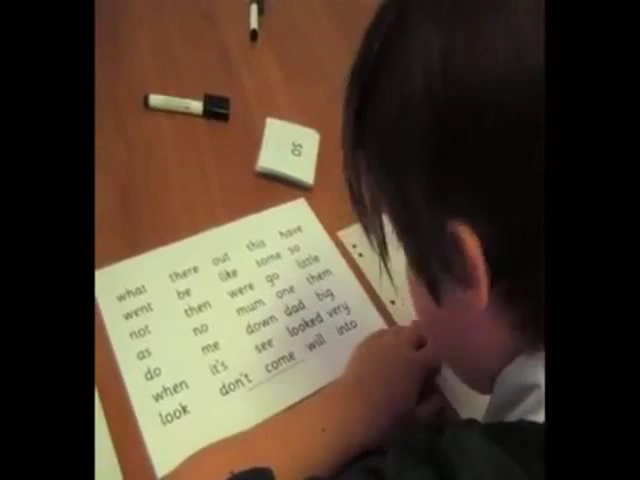 so
what there out this have
went be like some so
not then were go little
as no mum one them
do me down dad big
when it's see looked very
look don't come will into